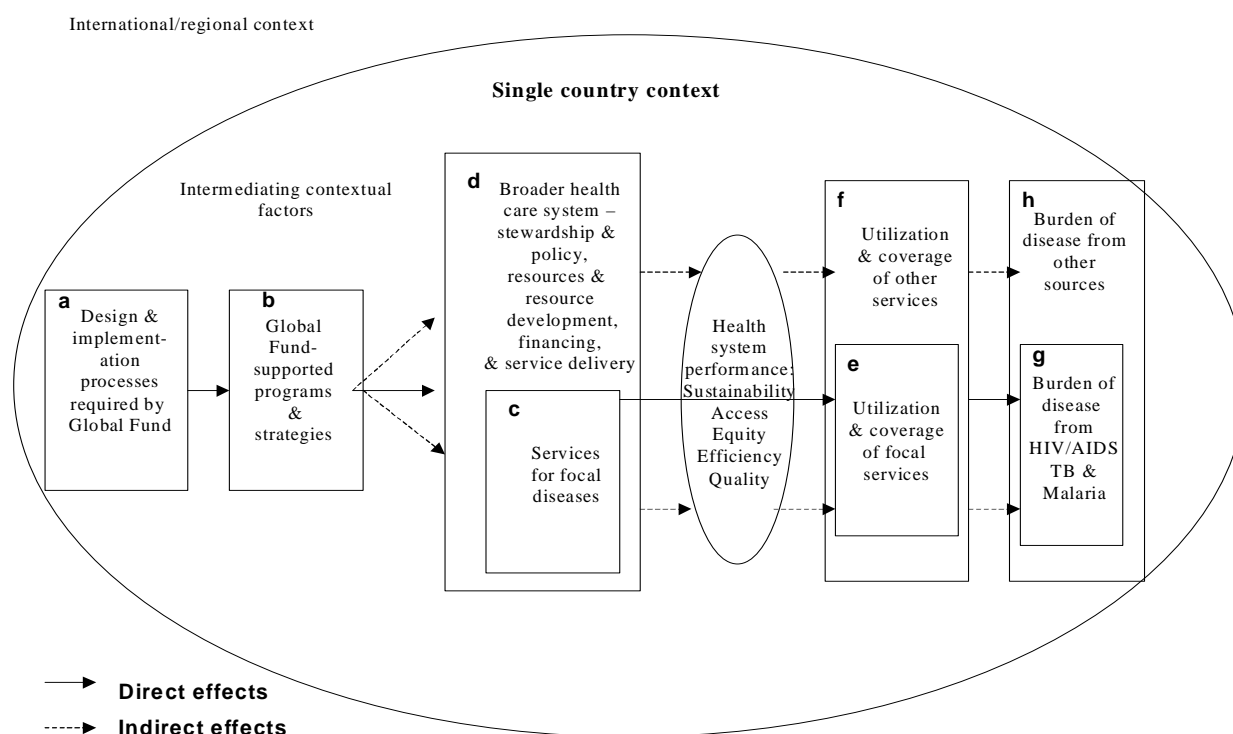 International/regional context
Single country context
Intermediating contextual
factors
a
Design &
implement-
ation
processes
required by
Global Fund
b
Global
Fund-
supported
programs
&
strategies
d
Broader health
care system –
stewardship &
policy,
resources &
resource
development,
financing,
& service delivery
c
Services
for focal
diseases
Health
system
performance:
Sustainability
Access
Equity
Efficiency
Quality
f
Utilization
& coverage
of other
services
e
Utilization
& coverage
of focal
services
h
Burden of
disease from
other
sources
g
Burden of
disease
from
HIV/AIDS
TB &
Malaria
Direct effects
Indirect effects